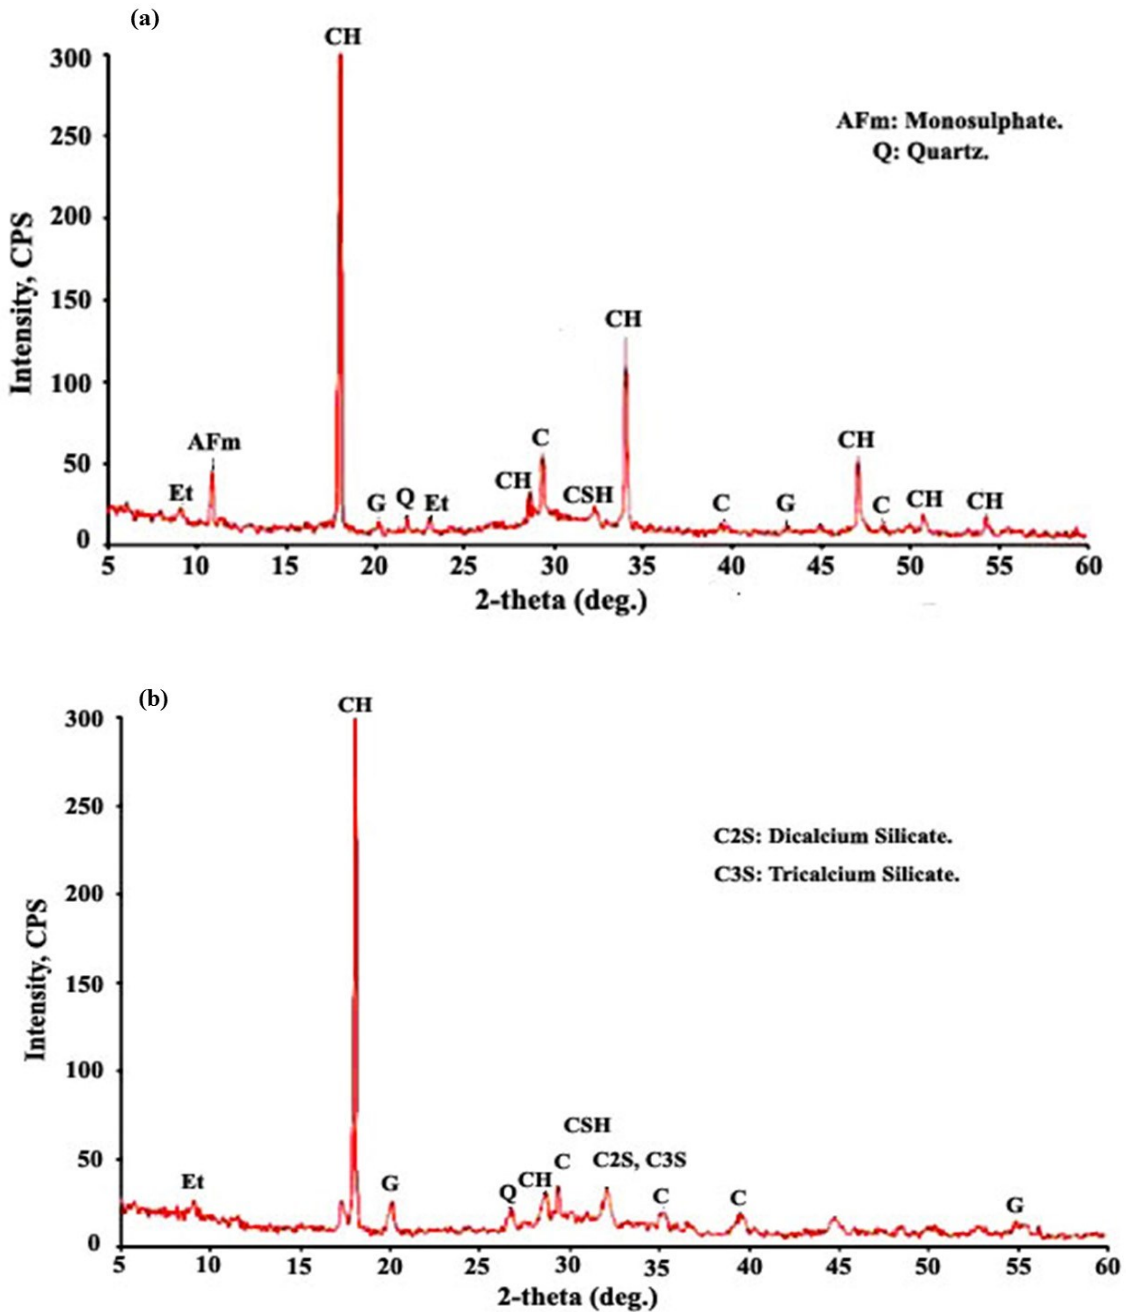 (a)
CH
300
AFm: Monosulphate.
Q: Quartz.
250
200
Intensity, CPS
150
CH
100
AFm
C
CH
50
Et
G
Q
Et
CH
CSH
C
G
C
CH
CH
0
5 10 15 20 25 30 35 40 45 50 55 60
2-theta (deg.)
(b)
CH
300
250
C2S: Dicalcium Silicate.
C3S: Tricalcium Silicate.
200
Intensity, CPS
150
100
CSH
50
C
C2S, C3S
Et
G
Q
CH
C
C
G
0
5 10 15 20 25 30 35 40 45 50 55 60
2-theta (deg.)